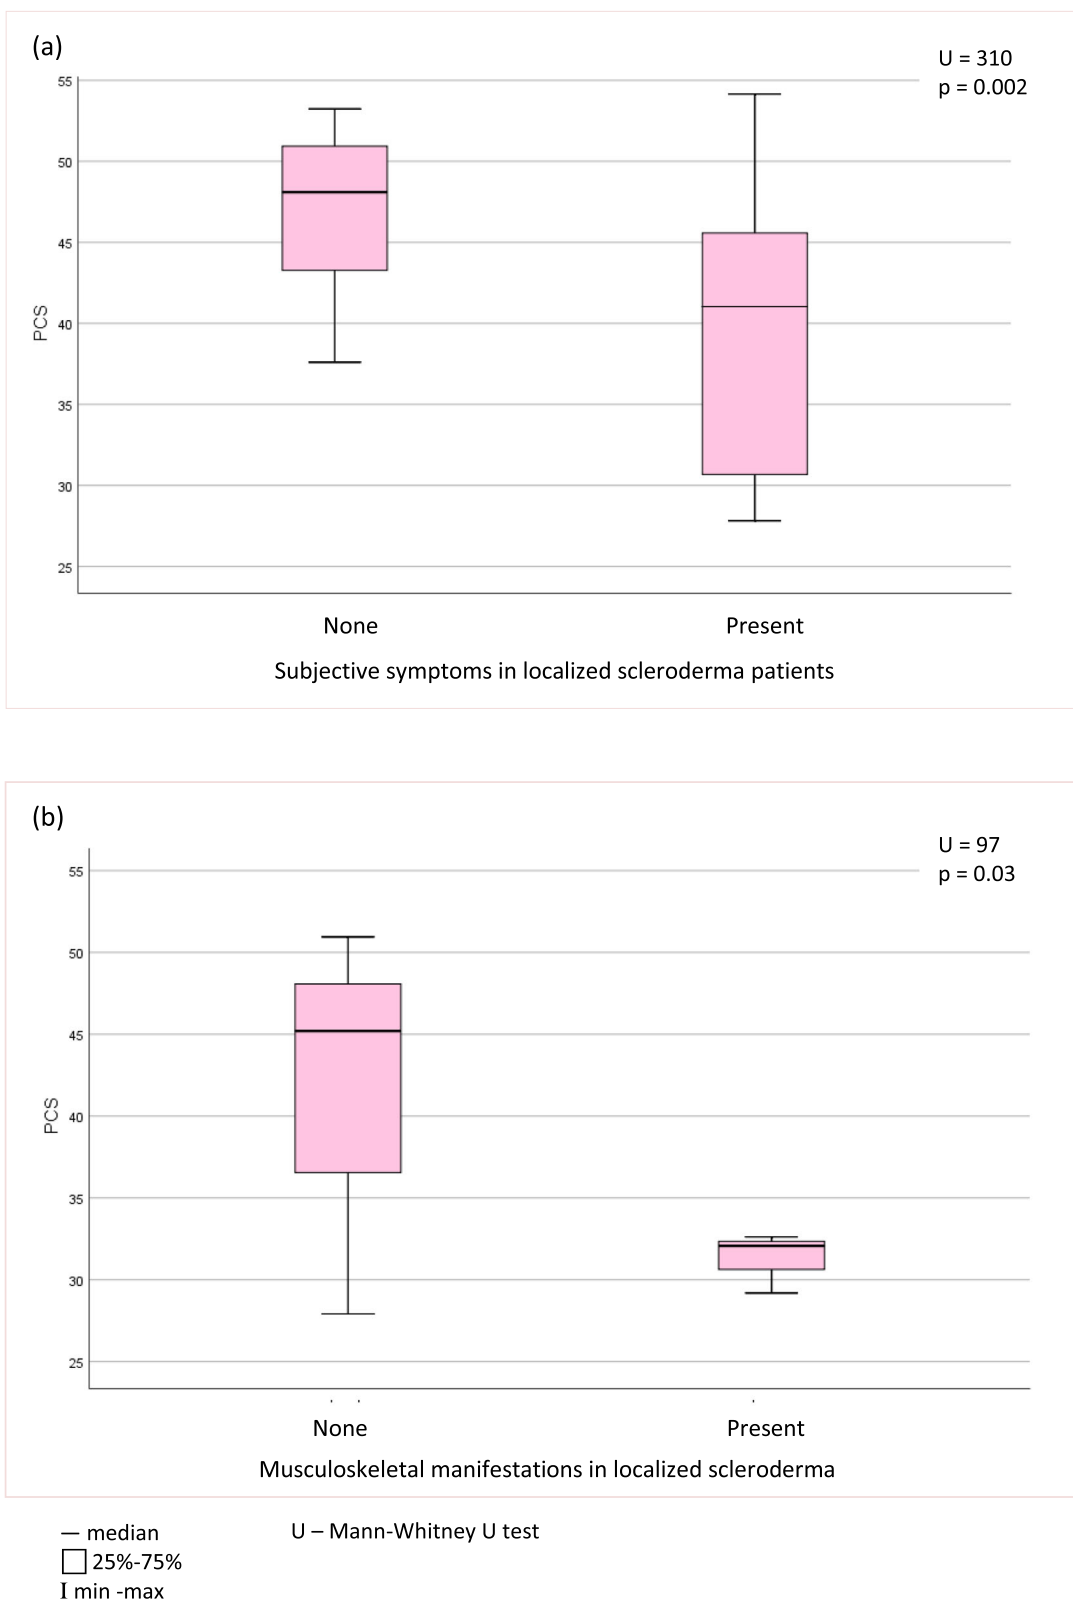 (a)
U = 310
p = 0.002
55
50
45
40
35
30
25
PCS
None Present
Subjective symptoms in localized scleroderma patients
(b)
U = 97
p = 0.03
55
50
45
40
35
30
25
PCS
None Present
Musculoskeletal manifestations in localized scleroderma
— median U – Mann-Whitney U test
25%-75%
I min -max